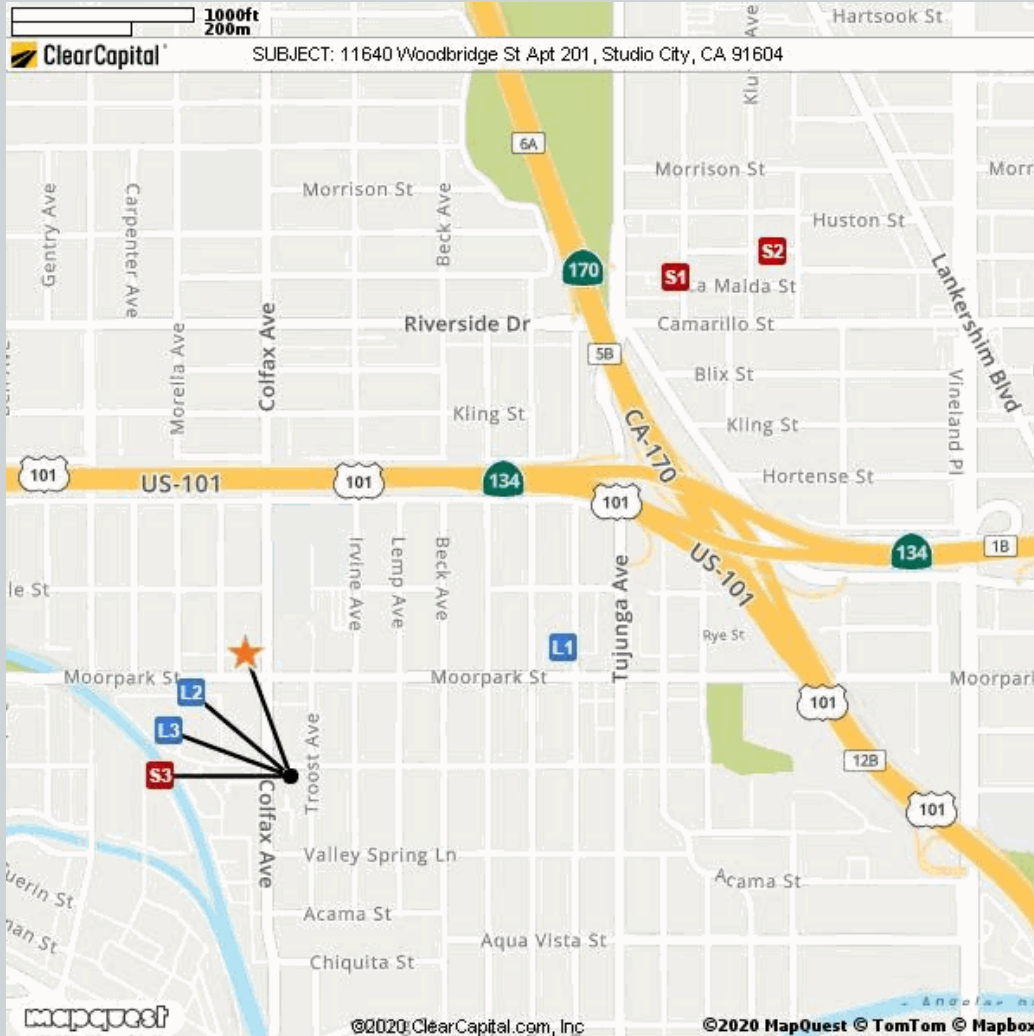 1000ft
200m
Hartsook St
ClearCapital
SUBJECT: 11640 Woodbridge St Apt 201, Studio City, CA 91604
6A
Morrison St
Morrison St
Gentry Ave
Carpenter Ave
Beck Ave
Huston St
S2
170
S1
La Maida St
Lankershim Blvd
Colfax Ave
Riverside Dr
Camarillo St
Morella Ave
5B
Blix St
Vineland Pl
Kling St
CA-170
Kling St
101
US-101
101
134
Hortense St
101
134
1B
US-101
Irvine Ave
Lemp Ave
Beck Ave
Tujunga Ave
le St
Rye St
L1
Moorpark St
Moorpark St
L2
101
L3
Troost Ave
12B
S3
Colfax Ave
101
Valley Spring Ln
Acama St
Acama St
Aqua Vista St
Chiquita St
mapquest
©2020 ClearCapital.com, Inc
©2020 MapQuest © TomTom © Mapbo